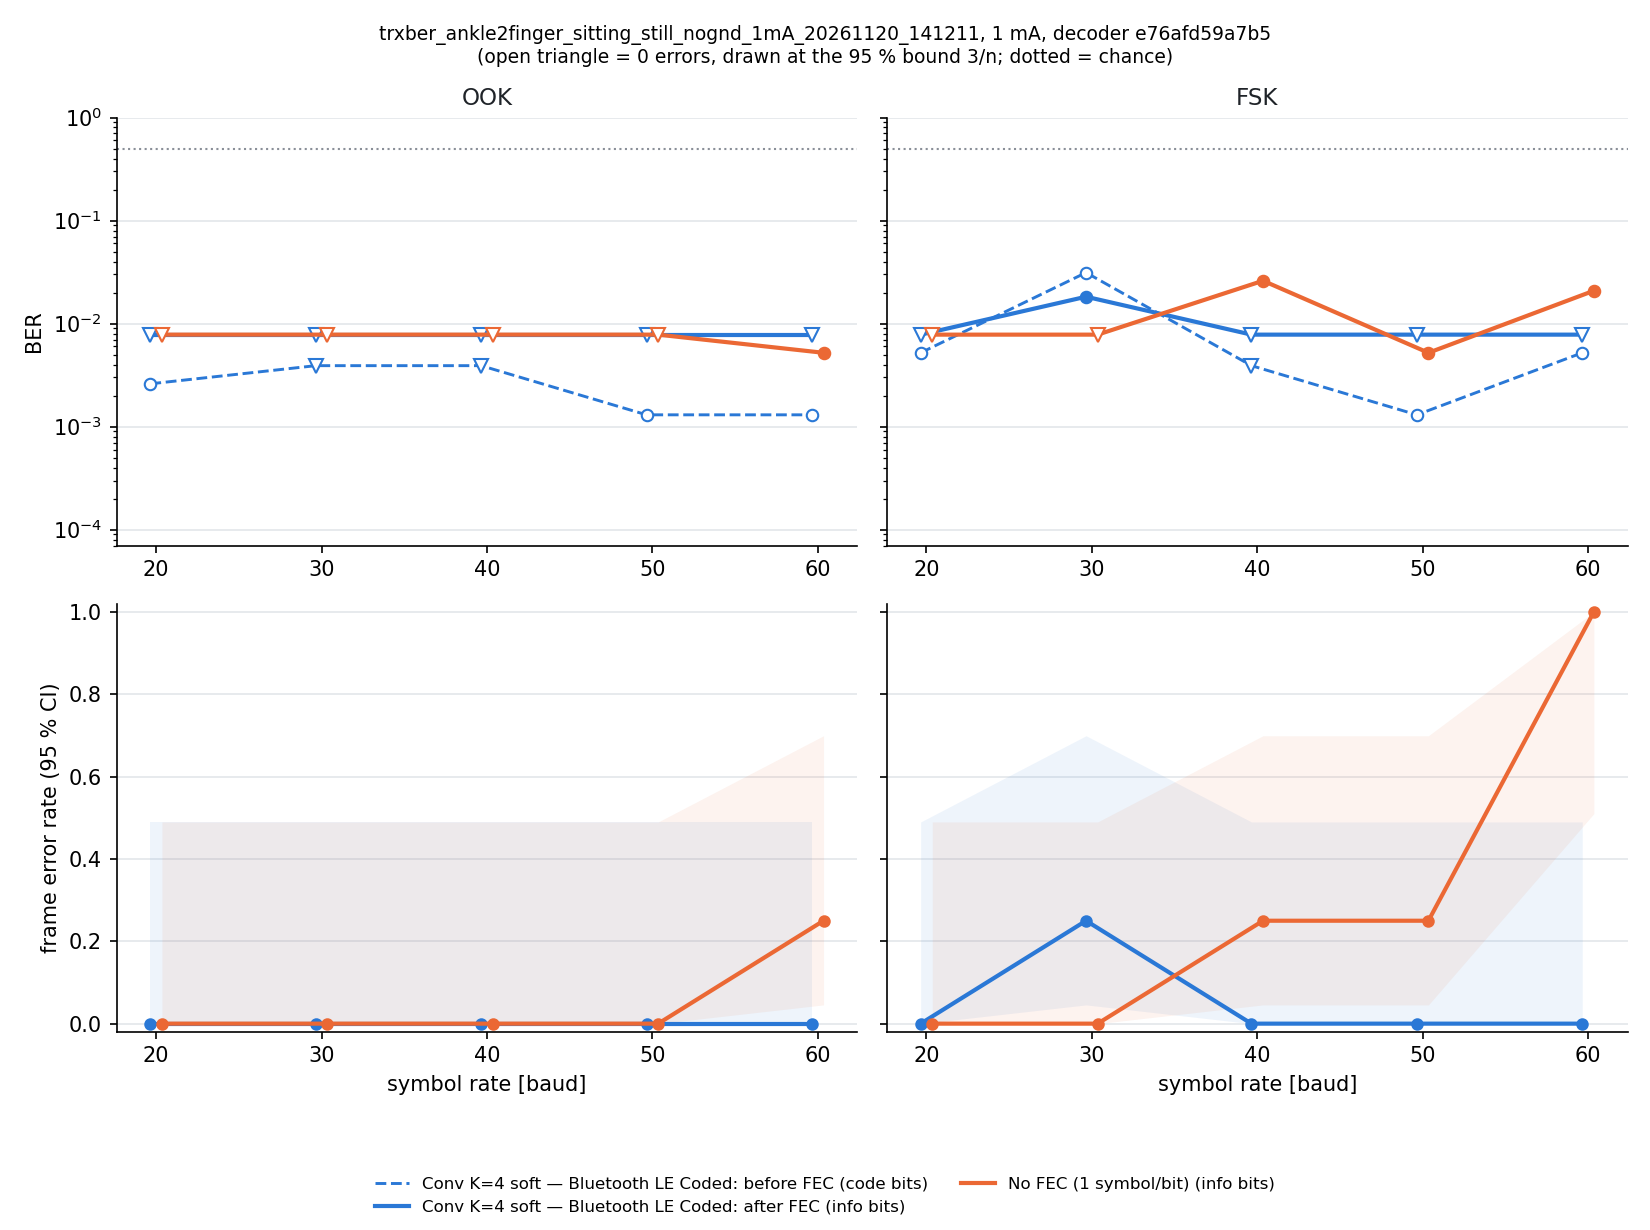 trxber_ankle2finger_sitting_still_nognd_1mA_20261120_141211, 1 mA, decoder e76afd59a7b5
(open triangle = 0 errors, drawn at the 95 % bound 3/n; dotted = chance)
OOK
FSK
BER
10⁰
10⁻¹
10⁻²
10⁻³
10⁻⁴
20 30 40 50 60
20 30 40 50 60
frame error rate (95 % CI)
1.0
0.8
0.6
0.4
0.2
0.0
20 30 40 50 60
20 30 40 50 60
symbol rate [baud]
symbol rate [baud]
Conv K=4 soft — Bluetooth LE Coded: before FEC (code bits)
Conv K=4 soft — Bluetooth LE Coded: after FEC (info bits)
No FEC (1 symbol/bit) (info bits)